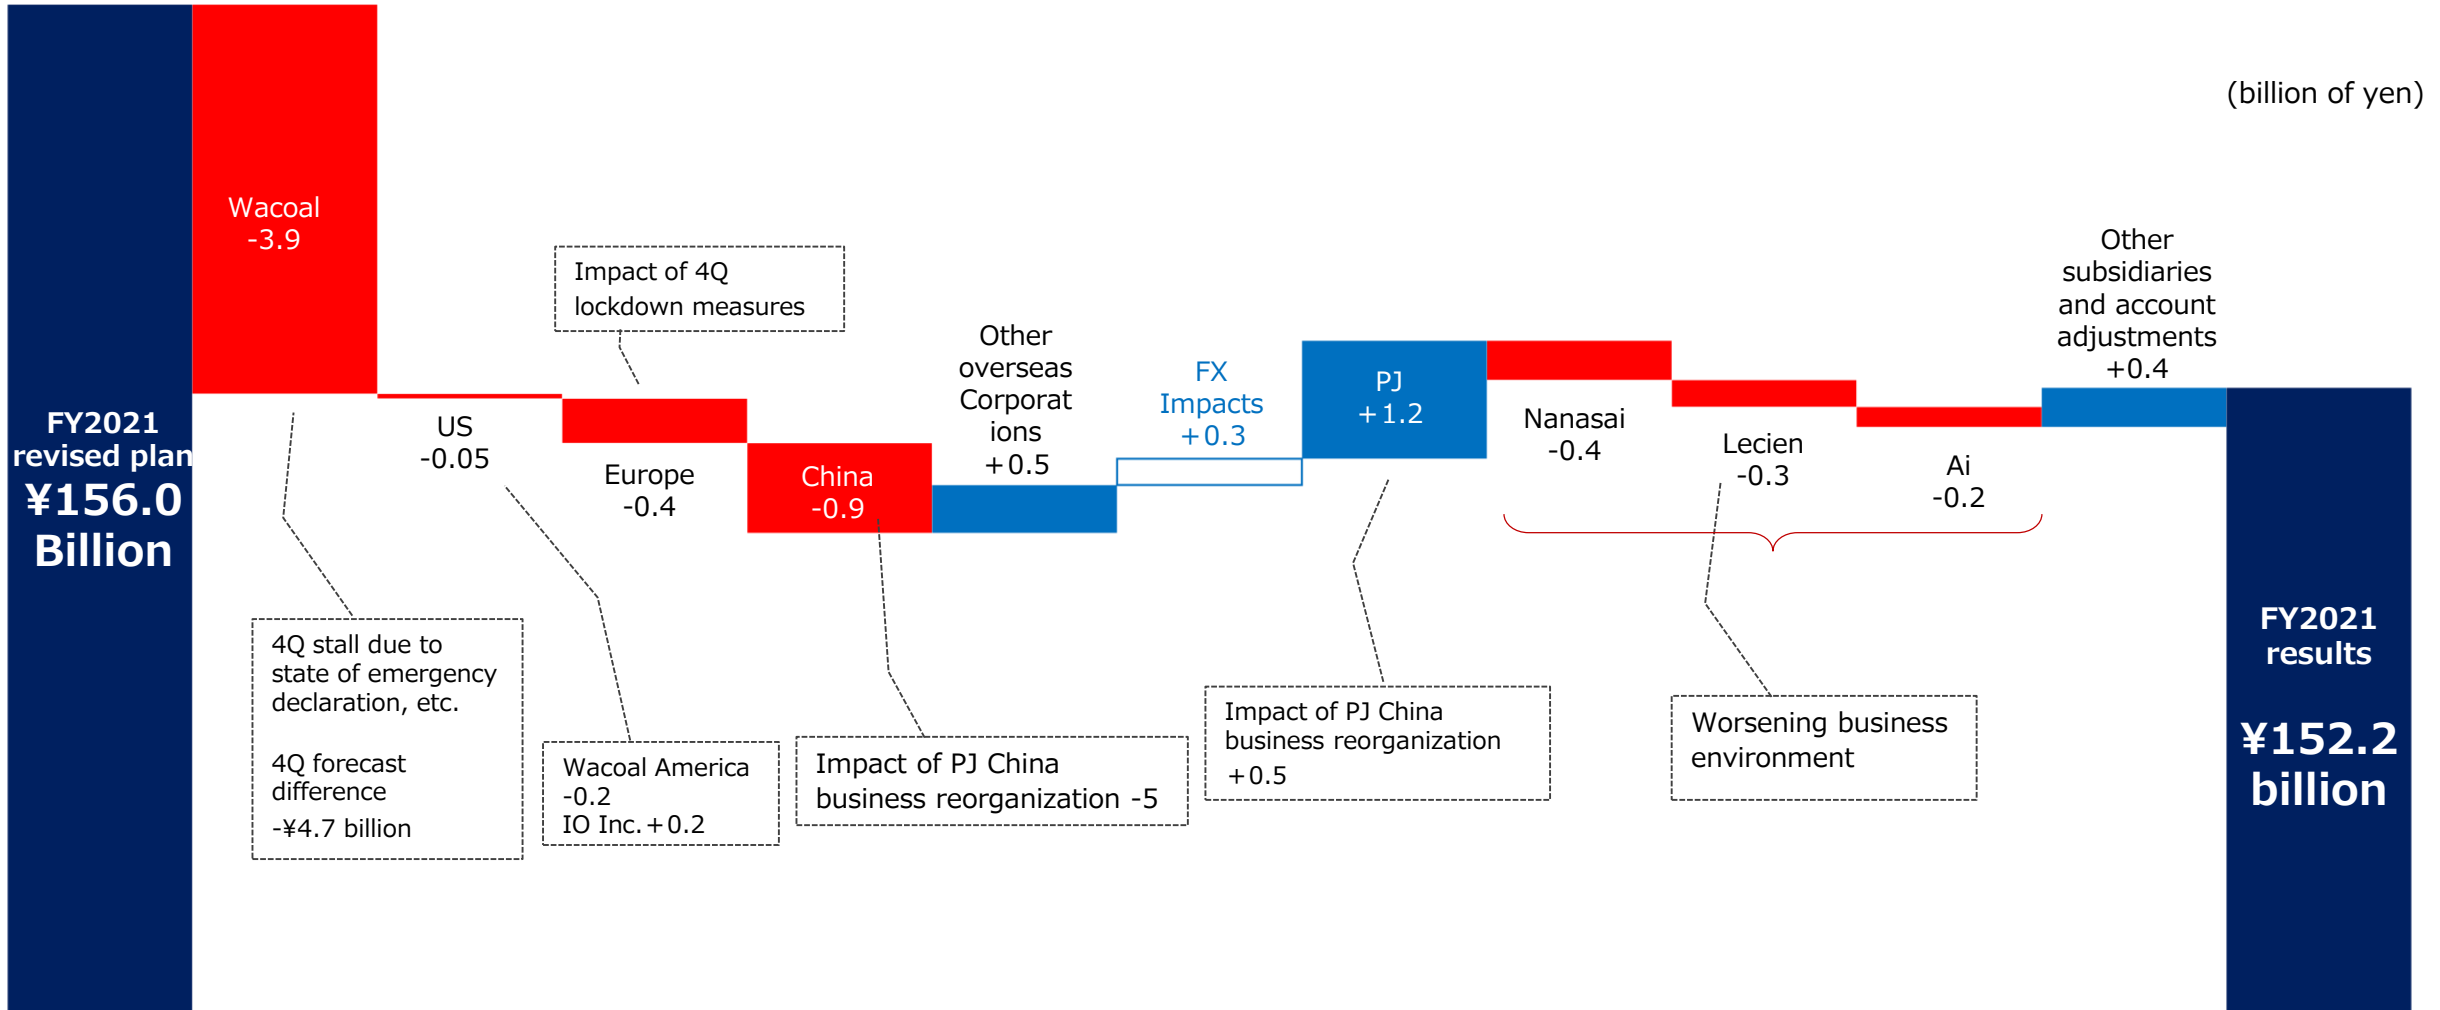 (billion of yen)
FY2021
revised plan
¥156.0
Billion
Wacoal
-3.9
4Q stall due to
state of emergency
declaration, etc.
4Q forecast
difference
-¥4.7 billion
US
-0.05
Wacoal America
-0.2
IO Inc.+0.2
Impact of 4Q
lockdown measures
Europe
-0.4
China
-0.9
Impact of PJ China
business reorganization -5
Other
overseas
Corporat
ions
+0.5
FX
Impacts
+0.3
PJ
+1.2
Impact of PJ China
business reorganization
+0.5
Nanasai
-0.4
Lecien
-0.3
Ai
-0.2
Worsening business
environment
Other
subsidiaries
and account
adjustments
+0.4
FY2021
results
¥152.2
billion